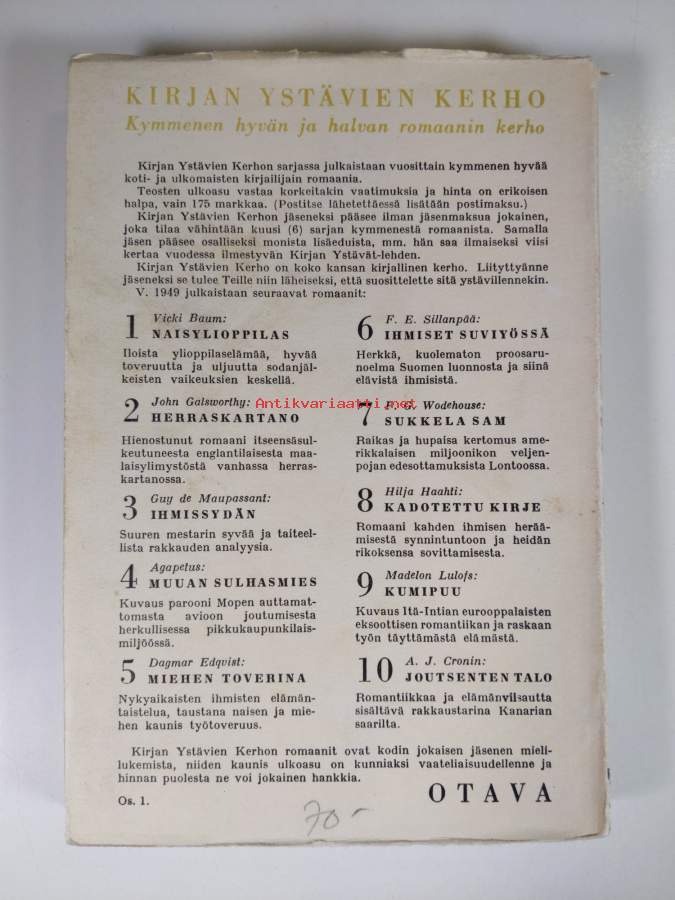 KIRJAN YSTÄVIEN KERHO
Kymmenen hyvän ja halvan romaanin kerho
Kirjan Ystävien Kerhon sarjassa julkaistaan vuosittain kymmenen hyvää
koti- ja ulkomaisten kirjailijain romaania.
Teosten ulkoasu vastaa korkeitakin vaatimuksia ja hinta on erikoisen
halpa, vain 175 markkaa. (Postitse lähetettäessä lisätään postimaksu.)
Kirjan Ystävien Kerhon jäseneksi pääsee ilman jäsenmaksua jokainen,
joka tilaa vähintään kuusi (6) sarjan kymmenestä romaanista. Samalla
jäsen pääsee osalliseksi monista lisäeduista, mm. hän saa ilmaiseksi viisi
kertaa vuodessa ilmestyvän Kirjan Ystävät-lehden.
Kirjan Ystävien Kerho on koko kansan kirjallinen kerho. Liityttyänne
jäseneksi se tulee Teille niin läheiseksi, että suosittelette sitä ystävillennekin.
V. 1949 julkaistaan seuraavat romaanit:
1 Vicki Baum:
NAISYLIOPPILAS
Iloista ylioppilaselämää, hyvää
toveruutta ja uljuutta sodanjäl-
keisten vaikeuksien keskellä.
2 John Galsworthy:
HERRASKARTANO
Hienostunut romaani itseensäsul-
keutuneesta englantilaisesta maa-
laisylimystöstä vanhassa herras-
kartanossa.
3 Guy de Maupassant:
IHMISSYDÄN
Suuren mestarin syvää ja taiteel-
lista rakkauden analyysia.
4 Agapetus:
MUUAN SULHASMIES
Kuvaus parooni Mopen auttamat-
tomasta avioon joutumisesta
herkullisessa pikkukaupunkilais-
miljöössä.
5 Dagmar Edqvist:
MIEHEN TOVERINA
Nykyaikaisten ihmisten elämän-
taistelua, taustana naisen ja mie-
hen kaunis työtoveruus.
6 F. E. Sillanpää:
IHMISET SUVIYÖSSÄ
Herkkä, kuolematon proosaru-
noelma Suomen luonnosta ja siinä
elävistä ihmisistä.
7 P. G. Wodehouse:
SUKKELA SAM
Raikas ja hupaisa kertomus ame-
rikkalaisen miljoonikon veljen-
pojan edesottamuksista Lontoossa.
8 Hilja Haahti:
KADOTETTU KIRJE
Romaani kahden ihmisen herää-
misestä synnintuntoon ja heidän
rikoksensa sovittamisesta.
9 Madelon Lulofs:
KUMIPUU
Kuvaus Itä-Intian eurooppalaisten
eksoottisen romantiikan ja raskaan
työn täyttämästä elämästä.
10 A. J. Cronin:
JOUTSENTEN TALO
Romantiikkaa ja elämänviisautta
sisältävä rakkaustarina Kanarian
saarilta.
Kirjan Ystävien Kerhon romaanit ovat kodin jokaisen jäsenen mieli-
lukemista, niiden kaunis ulkoasu on kunniaksi vaateliaisuudellenne ja
hinnan puolesta ne voi jokainen hankkia.
Os. 1.
OTAVA
70-
Antikvariaatti.net